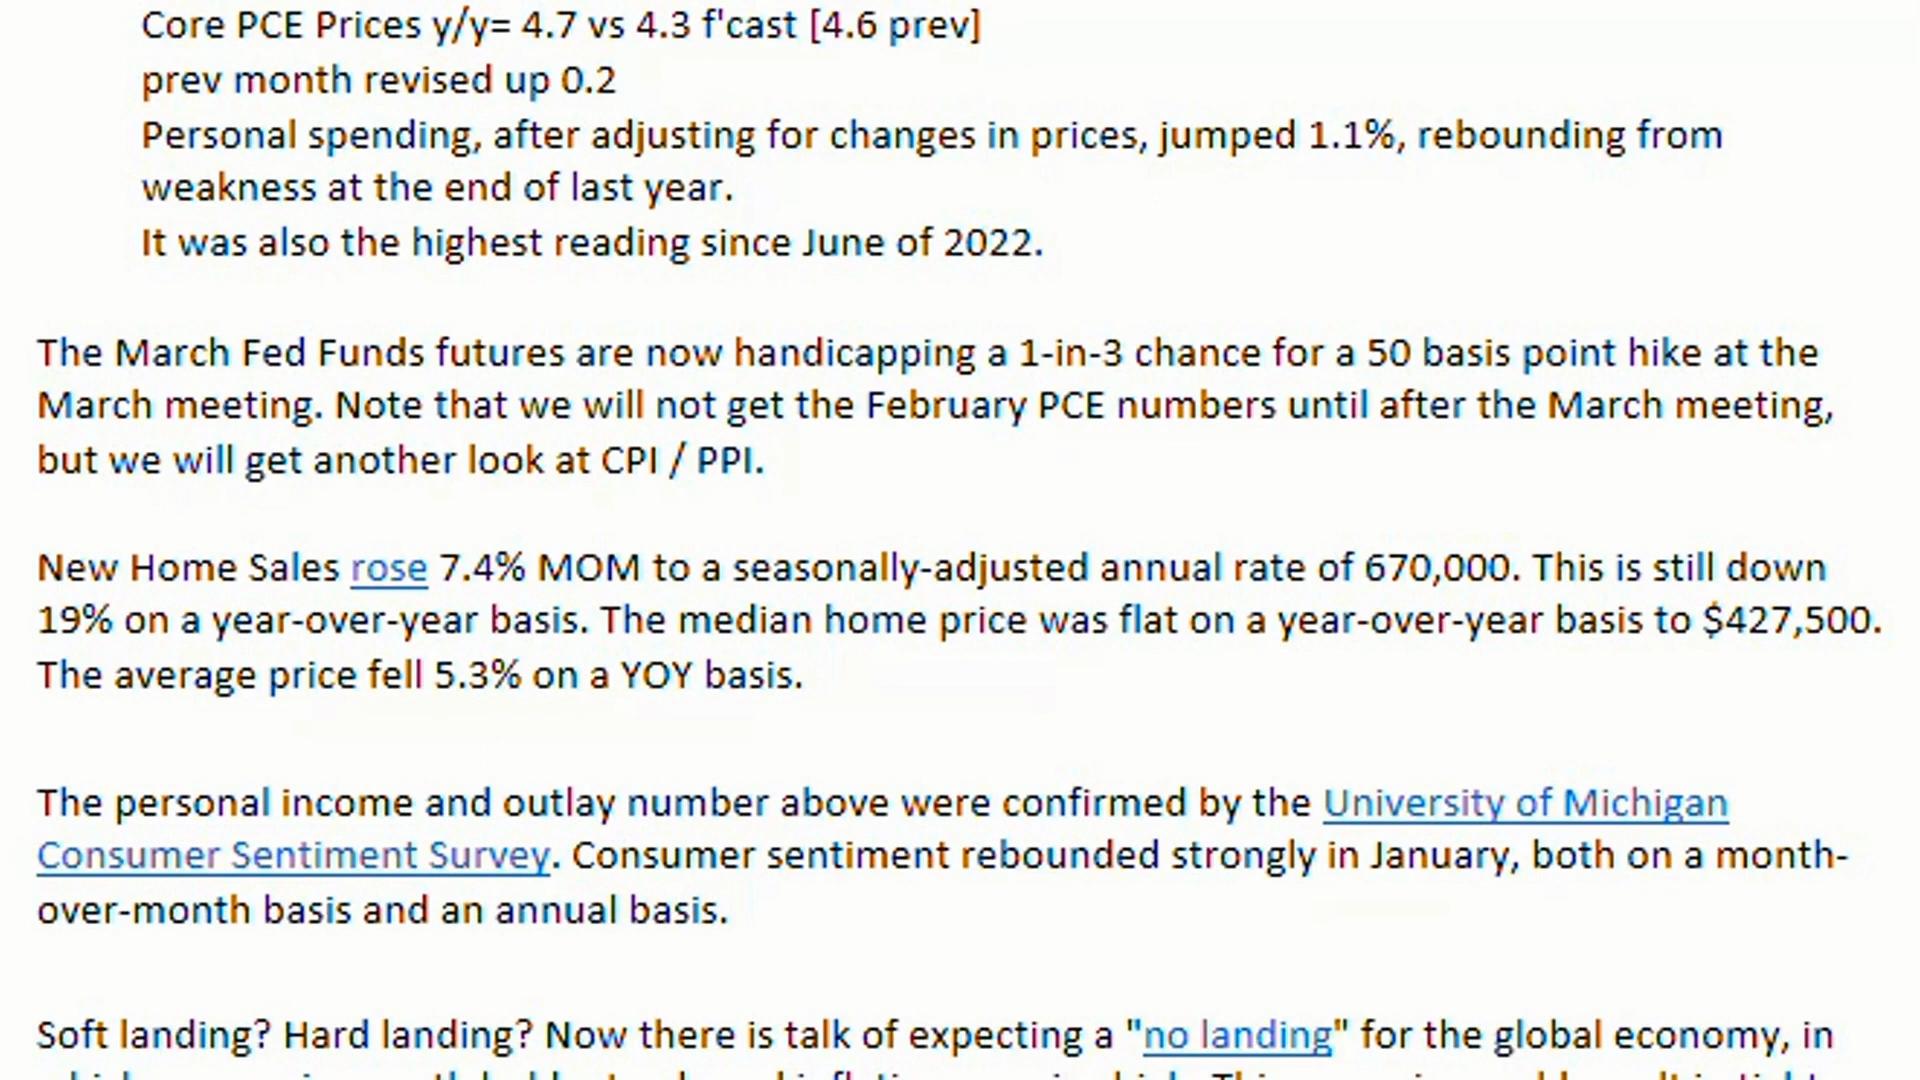 Core PCE Prices y/y= 4.7 vs 4.3 f'cast [4.6 prev]
prev month revised up 0.2
Personal spending, after adjusting for changes in prices, jumped 1.1%, rebounding from
weakness at the end of last year.
It was also the highest reading since June of 2022.
The March Fed Funds futures are now handicapping a 1-in-3 chance for a 50 basis point hike at the
March meeting. Note that we will not get the February PCE numbers until after the March meeting,
but we will get another look at CPI / PPI.
New Home Sales rose 7.4% MOM to a seasonally-adjusted annual rate of 670,000. This is still down
19% on a year-over-year basis. The median home price was flat on a year-over-year basis to $427,500.
The average price fell 5.3% on a YOY basis.
The personal income and outlay number above were confirmed by the University of Michigan
Consumer Sentiment Survey. Consumer sentiment rebounded strongly in January, both on a month-
over-month basis and an annual basis.
Soft landing? Hard landing? Now there is talk of expecting a "no landing" for the global economy, in